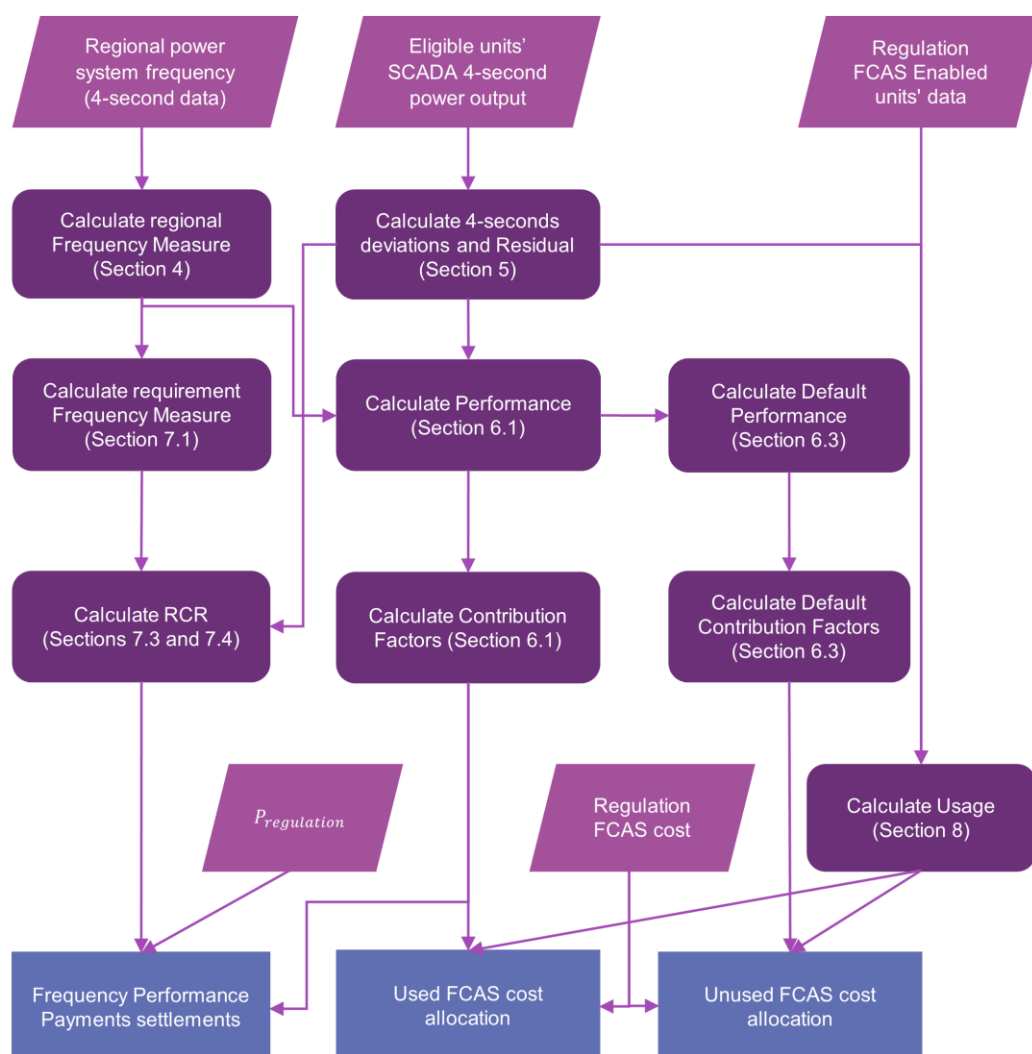 Regional power
system frequency
(4-second data)
Eligible units’
SCADA 4-second
power output
Regulation
FCAS Enabled
units' data
Calculate regional
Frequency Measure
(Section 4)
Calculate 4-seconds
deviations and Residual
(Section 5)
Calculate requirement
Frequency Measure
(Section 7.1)
Calculate Performance
(Section 6.1)
Calculate Default
Performance
(Section 6.3)
Calculate RCR
(Sections 7.3 and 7.4)
Calculate Contribution
Factors (Section 6.1)
Calculate Default
Contribution Factors
(Section 6.3)
P_regulation
Regulation
FCAS cost
Calculate Usage
(Section 8)
Frequency Performance
Payments settlements
Used FCAS cost
allocation
Unused FCAS cost
allocation